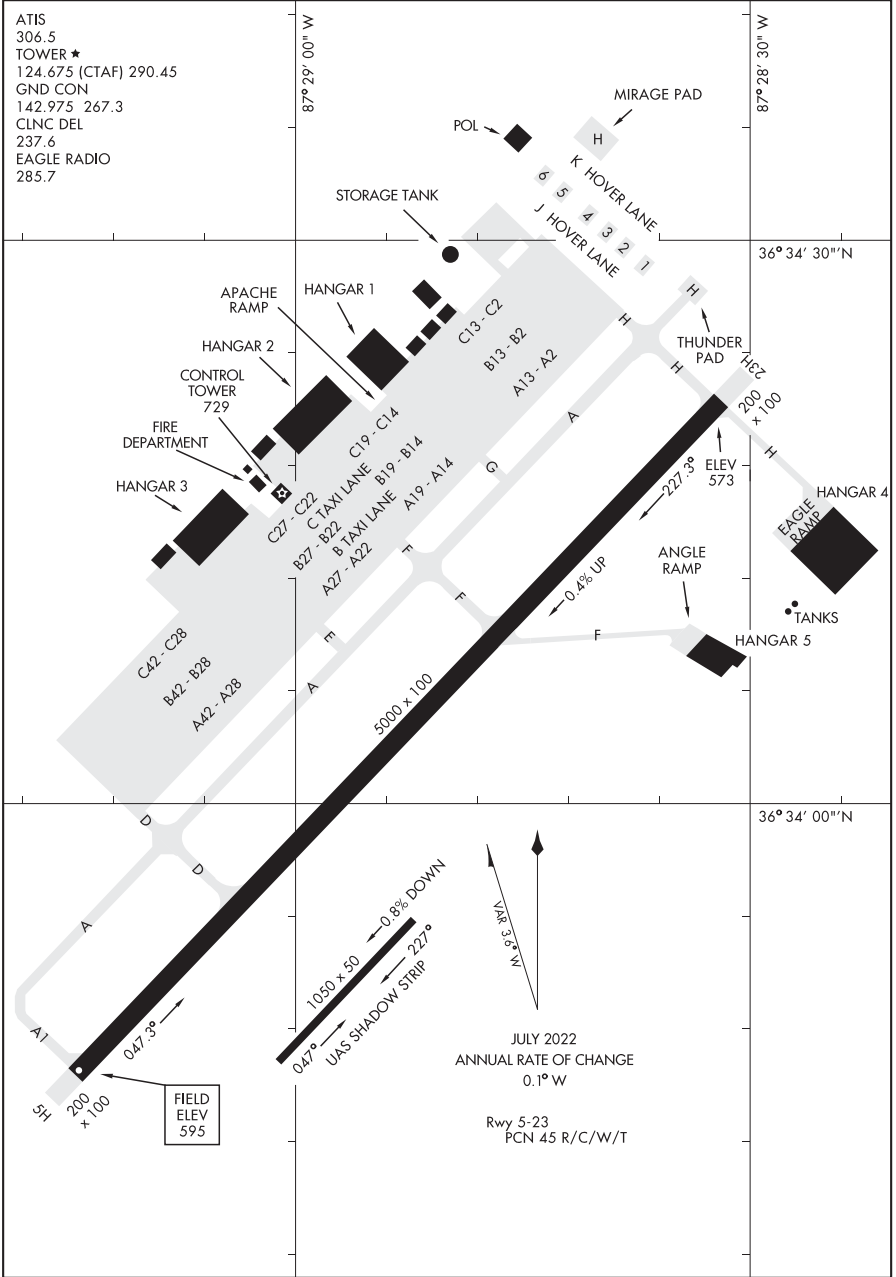 ATIS
306.5
TOWER ★
124.675 (CTAF) 290.45
GND CON
142.975 267.3
CLNC DEL
237.6
EAGLE RADIO
285.7
87° 29' 00" W
87° 28' 30" W
MIRAGE PAD
POL
H
K HOVER LANE
6
5
4
3
2
1
J HOVER LANE
STORAGE TANK
36° 34' 30"'N
H
THUNDER
PAD
H
H
23H
200
x 100
H
APACHE
RAMP
HANGAR 1
HANGAR 2
CONTROL
TOWER
729
FIRE
DEPARTMENT
HANGAR 3
C13 - C2
B13 - B2
A13 - A2
A
G
C19 - C14
B19 - B14
A19 - A14
C TAXI LANE
B TAXI LANE
C27 - C22
B27 - B22
A27 - A22
ELEV
573
227.3°
0.4% UP
HANGAR 4
EAGLE
RAMP
ANGLE
RAMP
TANKS
HANGAR 5
F
F
F
E
A
C42 - C28
B42 - B28
A42 - A28
5000 x 100
36° 34' 00"'N
D
D
A
A1
047.3°
5H
200
x 100
FIELD
ELEV
595
0.8% DOWN
1050 x 50
227°
047°
UAS SHADOW STRIP
VAR 3.6° W
JULY 2022
ANNUAL RATE OF CHANGE
0.1° W
Rwy 5-23
PCN 45 R/C/W/T